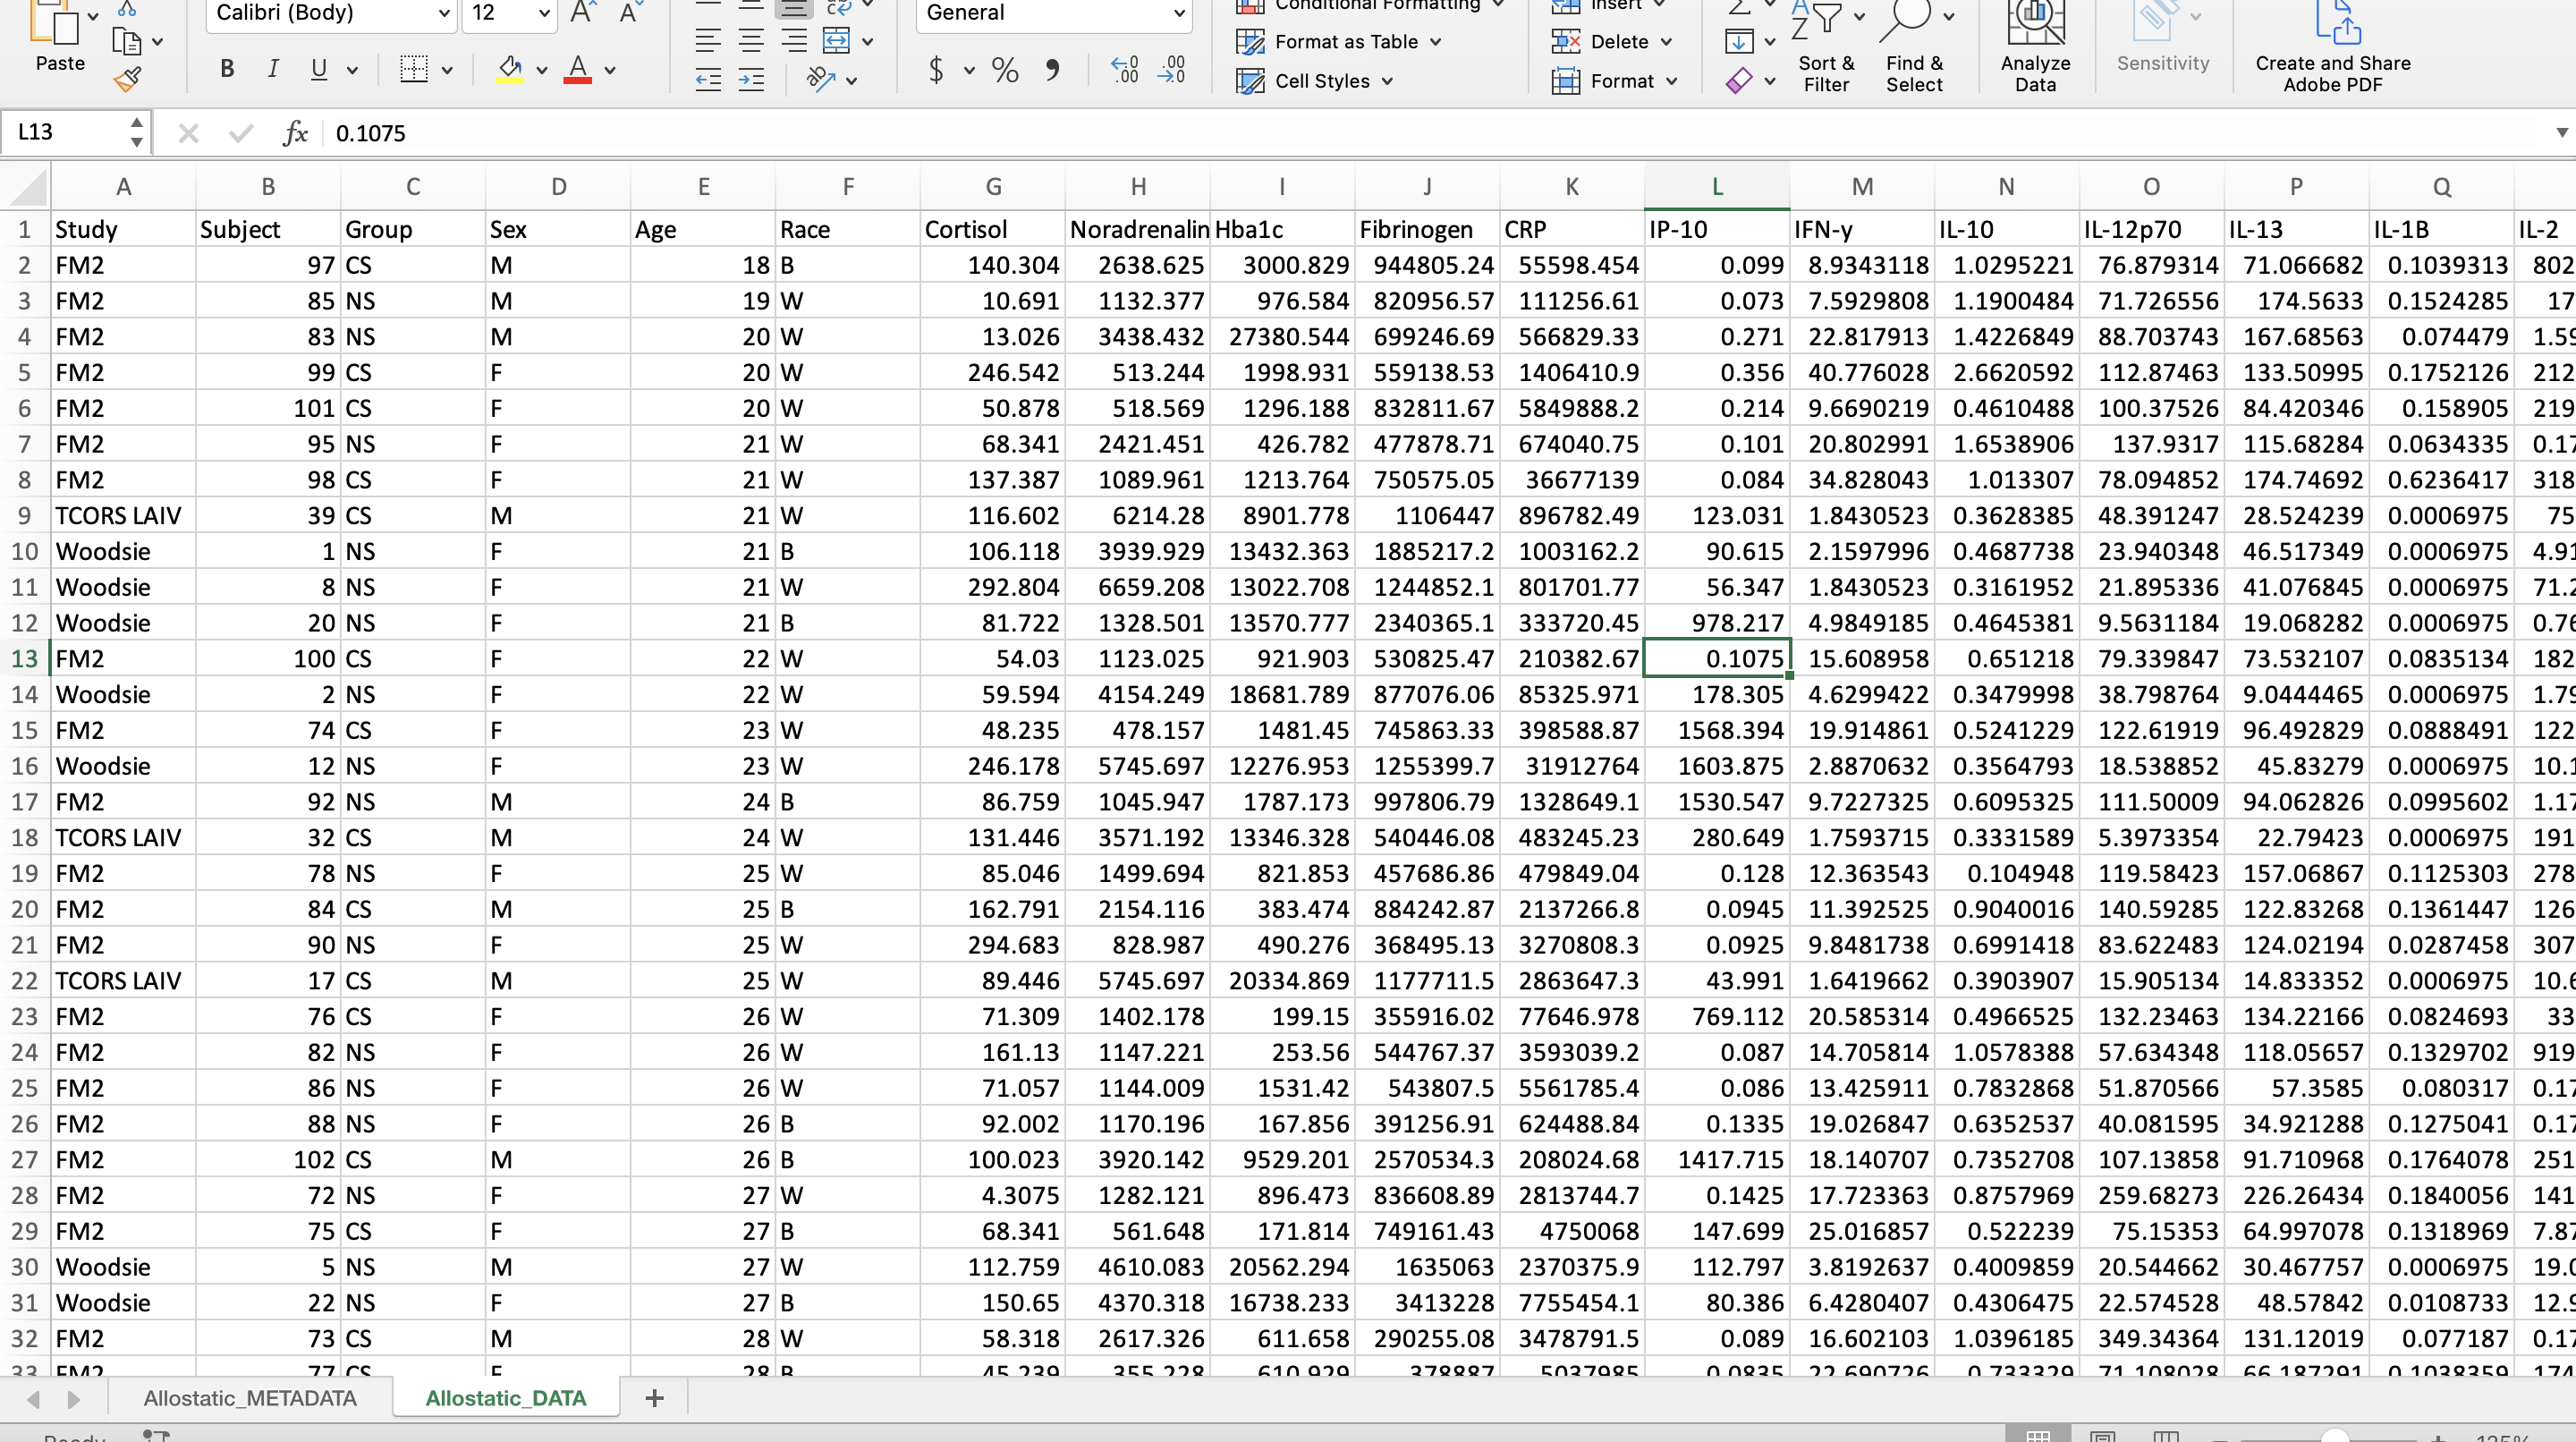 Calibri (Body) 12 General Conditional Formatting Insert
Paste B I U $ % Format as Table Delete Sort & Filter Find & Select Analyze Data Sensitivity Create and Share Adobe PDF
Cell Styles Format
L13 fx 0.1075
A B C D E F G H I J K L M N O P Q
1 Study Subject Group Sex Age Race Cortisol Noradrenalin Hba1c Fibrinogen CRP IP-10 IFN-y IL-10 IL-12p70 IL-13 IL-1B IL-2
2 FM2 97 CS M 18 B 140.304 2638.625 3000.829 944805.24 55598.454 0.099 8.9343118 1.0295221 76.879314 71.066682 0.1039313 802
3 FM2 85 NS M 19 W 10.691 1132.377 976.584 820956.57 111256.61 0.073 7.5929808 1.1900484 71.726556 174.5633 0.1524285 17
4 FM2 83 NS M 20 W 13.026 3438.432 27380.544 699246.69 566829.33 0.271 22.817913 1.4226849 88.703743 167.68563 0.074479 1.59
5 FM2 99 CS F 20 W 246.542 513.244 1998.931 559138.53 1406410.9 0.356 40.776028 2.6620592 112.87463 133.50995 0.1752126 212
6 FM2 101 CS F 20 W 50.878 518.569 1296.188 832811.67 5849888.2 0.214 9.6690219 0.4610488 100.37526 84.420346 0.158905 219
7 FM2 95 NS F 21 W 68.341 2421.451 426.782 477878.71 674040.75 0.101 20.802991 1.6538906 137.9317 115.68284 0.0634335 0.17
8 FM2 98 CS F 21 W 137.387 1089.961 1213.764 750575.05 36677139 0.084 34.828043 1.013307 78.094852 174.74692 0.6236417 318
9 TCORS LAIV 39 CS M 21 W 116.602 6214.28 8901.778 1106447 896782.49 123.031 1.8430523 0.3628385 48.391247 28.524239 0.0006975 75
10 Woodsie 1 NS F 21 B 106.118 3939.929 13432.363 1885217.2 1003162.2 90.615 2.1597996 0.4687738 23.940348 46.517349 0.0006975 4.91
11 Woodsie 8 NS F 21 W 292.804 6659.208 13022.708 1244852.1 801701.77 56.347 1.8430523 0.3161952 21.895336 41.076845 0.0006975 71.2
12 Woodsie 20 NS F 21 B 81.722 1328.501 13570.777 2340365.1 333720.45 978.217 4.9849185 0.4645381 9.5631184 19.068282 0.0006975 0.76
13 FM2 100 CS F 22 W 54.03 1123.025 921.903 530825.47 210382.67 0.1075 15.608958 0.651218 79.339847 73.532107 0.0835134 182
14 Woodsie 2 NS F 22 W 59.594 4154.249 18681.789 877076.06 85325.971 178.305 4.6299422 0.3479998 38.798764 9.0444465 0.0006975 1.79
15 FM2 74 CS F 23 W 48.235 478.157 1481.45 745863.33 398588.87 1568.394 19.914861 0.5241229 122.61919 96.492829 0.0888491 122
16 Woodsie 12 NS F 23 W 246.178 5745.697 12276.953 1255399.7 31912764 1603.875 2.8870632 0.3564793 18.538852 45.83279 0.0006975 10.1
17 FM2 92 NS M 24 B 86.759 1045.947 1787.173 997806.79 1328649.1 1530.547 9.7227325 0.6095325 111.50009 94.062826 0.0995602 1.17
18 TCORS LAIV 32 CS M 24 W 131.446 3571.192 13346.328 540446.08 483245.23 280.649 1.7593715 0.3331589 5.3973354 22.79423 0.0006975 191
19 FM2 78 NS F 25 W 85.046 1499.694 821.853 457686.86 479849.04 0.128 12.363543 0.104948 119.58423 157.06867 0.1125303 278
20 FM2 84 CS M 25 B 162.791 2154.116 383.474 884242.87 2137266.8 0.0945 11.392525 0.9040016 140.59285 122.83268 0.1361447 126
21 FM2 90 NS F 25 W 294.683 828.987 490.276 368495.13 3270808.3 0.0925 9.8481738 0.6991418 83.622483 124.02194 0.0287458 307
22 TCORS LAIV 17 CS M 25 W 89.446 5745.697 20334.869 1177711.5 2863647.3 43.991 1.6419662 0.3903907 15.905134 14.833352 0.0006975 10.6
23 FM2 76 CS F 26 W 71.309 1402.178 199.15 355916.02 77646.978 769.112 20.585314 0.4966525 132.23463 134.22166 0.0824693 33
24 FM2 82 NS F 26 W 161.13 1147.221 253.56 544767.37 3593039.2 0.087 14.705814 1.0578388 57.634348 118.05657 0.1329702 919
25 FM2 86 NS F 26 W 71.057 1144.009 1531.42 543807.5 5561785.4 0.086 13.425911 0.7832868 51.870566 57.3585 0.080317 0.17
26 FM2 88 NS F 26 B 92.002 1170.196 167.856 391256.91 624488.84 0.1335 19.026847 0.6352537 40.081595 34.921288 0.1275041 0.17
27 FM2 102 CS M 26 B 100.023 3920.142 9529.201 2570534.3 208024.68 1417.715 18.140707 0.7352708 107.13858 91.710968 0.1764078 251
28 FM2 72 NS F 27 W 4.3075 1282.121 896.473 836608.89 2813744.7 0.1425 17.723363 0.8757969 259.68273 226.26434 0.1840056 141
29 FM2 75 CS F 27 B 68.341 561.648 171.814 749161.43 4750068 147.699 25.016857 0.522239 75.15353 64.997078 0.1318969 7.87
30 Woodsie 5 NS M 27 W 112.759 4610.083 20562.294 1635063 2370375.9 112.797 3.8192637 0.4009859 20.544662 30.467757 0.0006975 19.0
31 Woodsie 22 NS F 27 B 150.65 4370.318 16738.233 3413228 7755454.1 80.386 6.4280407 0.4306475 22.574528 48.57842 0.0108733 12.9
32 FM2 73 CS M 28 W 58.318 2617.326 611.658 290255.08 3478791.5 0.089 16.602103 1.0396185 349.34364 131.12019 0.077187 0.17
33 FM2 77 CS F 28 B 45.239 355.228 610.929 378887 5037985 0.0835 22.690726 0.733329 71.108028 66.187291 0.1038359 174
Allostatic_METADATA Allostatic_DATA +
Ready